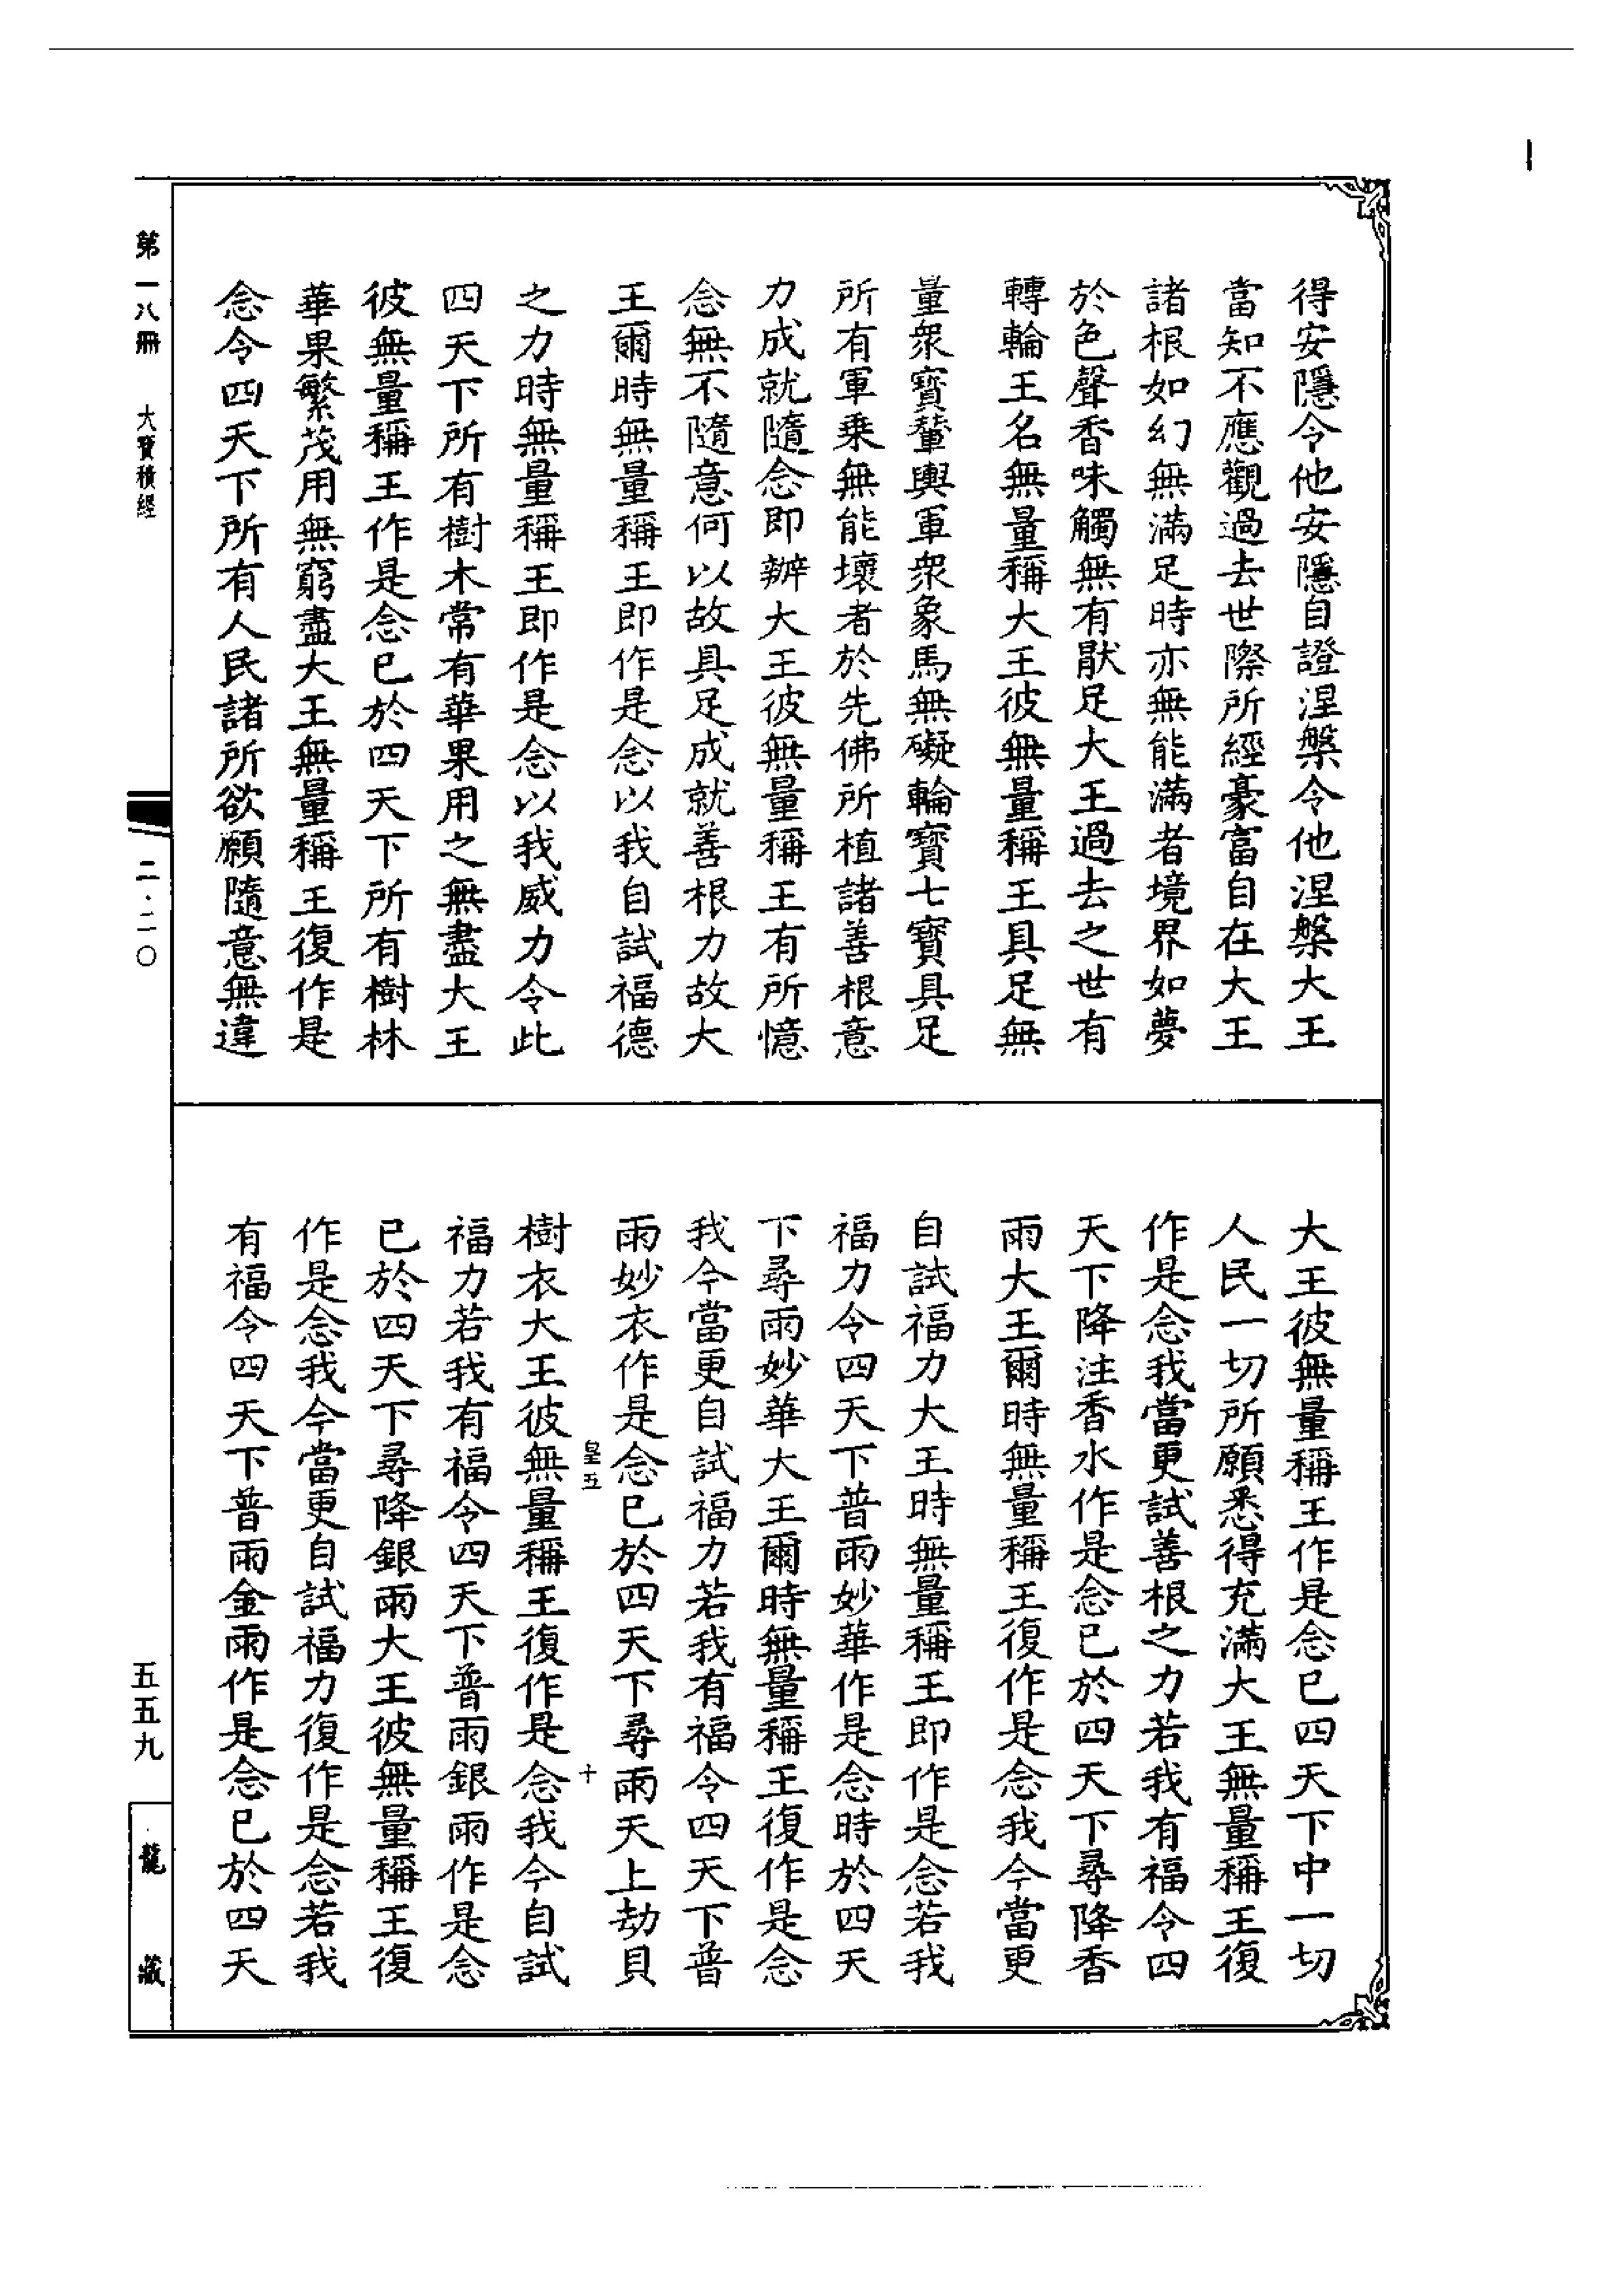 得安隱令他安隱自證涅槃令他涅槃大王
當知不應觀過去世際所經豪富自在大王
諸根如幻無滿足時亦無能滿者境界如夢
於色聲香味觸無有猒足大王過去之世有
轉輪王名無量稱大王彼無量稱王具足無
量衆寶輦輿軍衆象馬無礙輪寶七寶具足
所有軍乗無能壞者於先佛所植諸善根意
力成就隨念即辦大王彼無量稱王有所憶
念無不隨意何以故具足成就善根力故大
王爾時無量稱王即作是念以我自試福德
之力時無量稱王即作是念以我威力令此
四天下所有樹木常有華果用之無盡大王
彼無量稱王作是念已於四天下所有樹林
華果繁茂用無窮盡大王無量稱王復作是
念令四天下所有人民諸所欲願隨意無違
大王彼無量稱王作是念已四天下中一切
人民一切所願悉得充滿大王無量稱王復
作是念我當更試善根之力若我有福令四
天下降注香水作是念已於四天下尋降香
雨大王爾時無量稱王復作是念我今當更
自試福力大王時無量稱王即作是念若我
福力令四天下普雨妙華作是念時於四天
下尋雨妙華大王爾時無量稱王復作是念
我今當更自試福力若我有福令四天下普
雨妙衣作是念已於四天下尋雨天上劫貝
皇五 十
樹衣大王彼無量稱王復作是念我今自試
福力若我有福令四天下普雨銀雨作是念
已於四天下尋降銀雨大王彼無量稱王復
作是念我今當更自試福力復作是念若我
有福令四天下普雨金雨作是念已於四天
第一八冊 大寶積經
二·二〇
五五九
龍藏